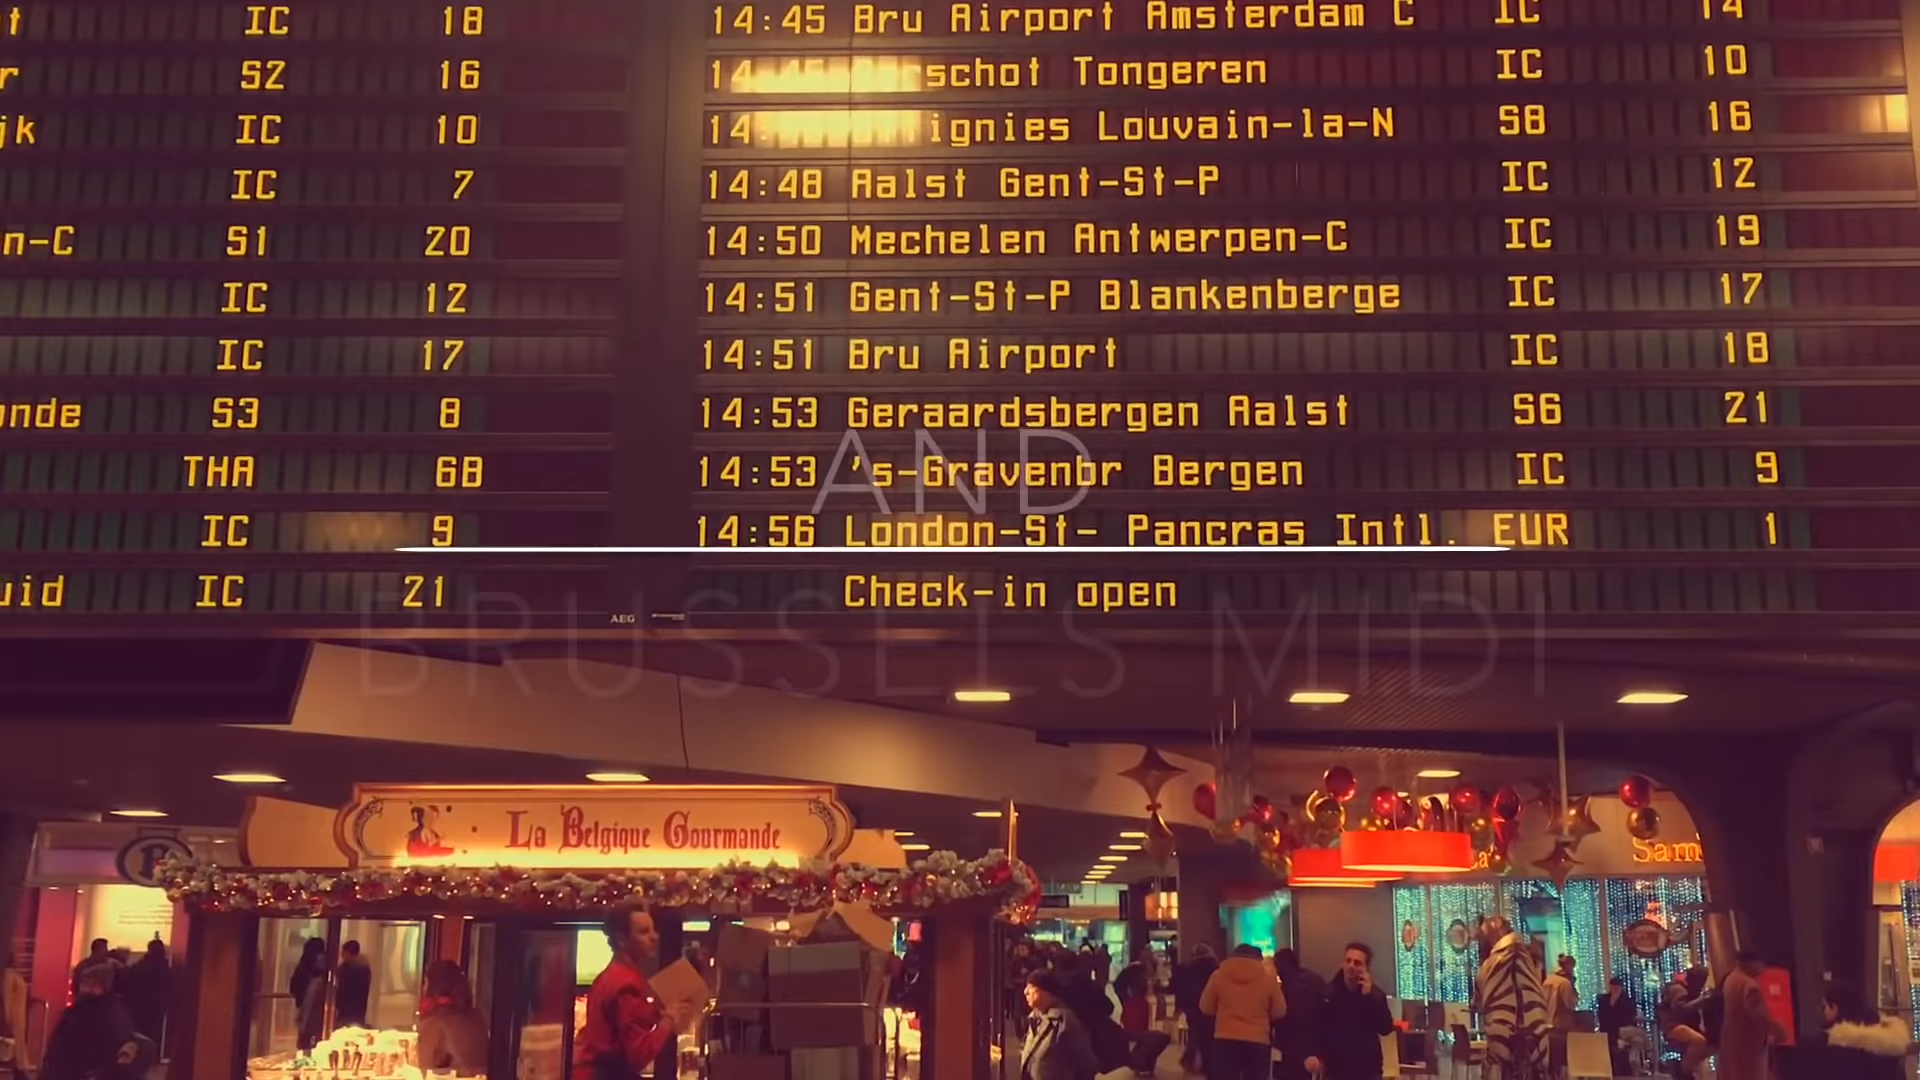 t IC 18
r S2 16
jk IC 10
IC 7
n-C S1 20
IC 12
IC 17
onde S3 8
THA 6B
IC 9
uid IC 21
14:45 Bru Airport Amsterdam C IC 14
schot Tongeren IC 10
ignies Louvain-la-N S8 16
14:48 Aalst Gent-St-P IC 12
14:50 Mechelen Antwerpen-C IC 19
14:51 Gent-St-P Blankenberge IC 17
14:51 Bru Airport IC 18
14:53 Geraardsbergen Aalst S6 21
14:53 's-Gravenbr Bergen IC 9
14:56 London-St- Pancras Intl. EUR 1
Check-in open
AEG
AND
BRUSSELS MIDI
La Belgique Gourmande
Sam